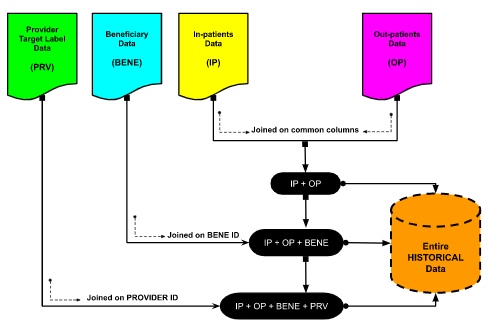 Provider
Target Label
Data
(PRV)
Beneficiary
Data
(BENE)
In-patients
Data
(IP)
Out-patients
Data
(OP)
Joined on common columns
IP + OP
Joined on BENE ID
IP + OP + BENE
Entire
HISTORICAL
Data
Joined on PROVIDER ID
IP + OP + BENE + PRV